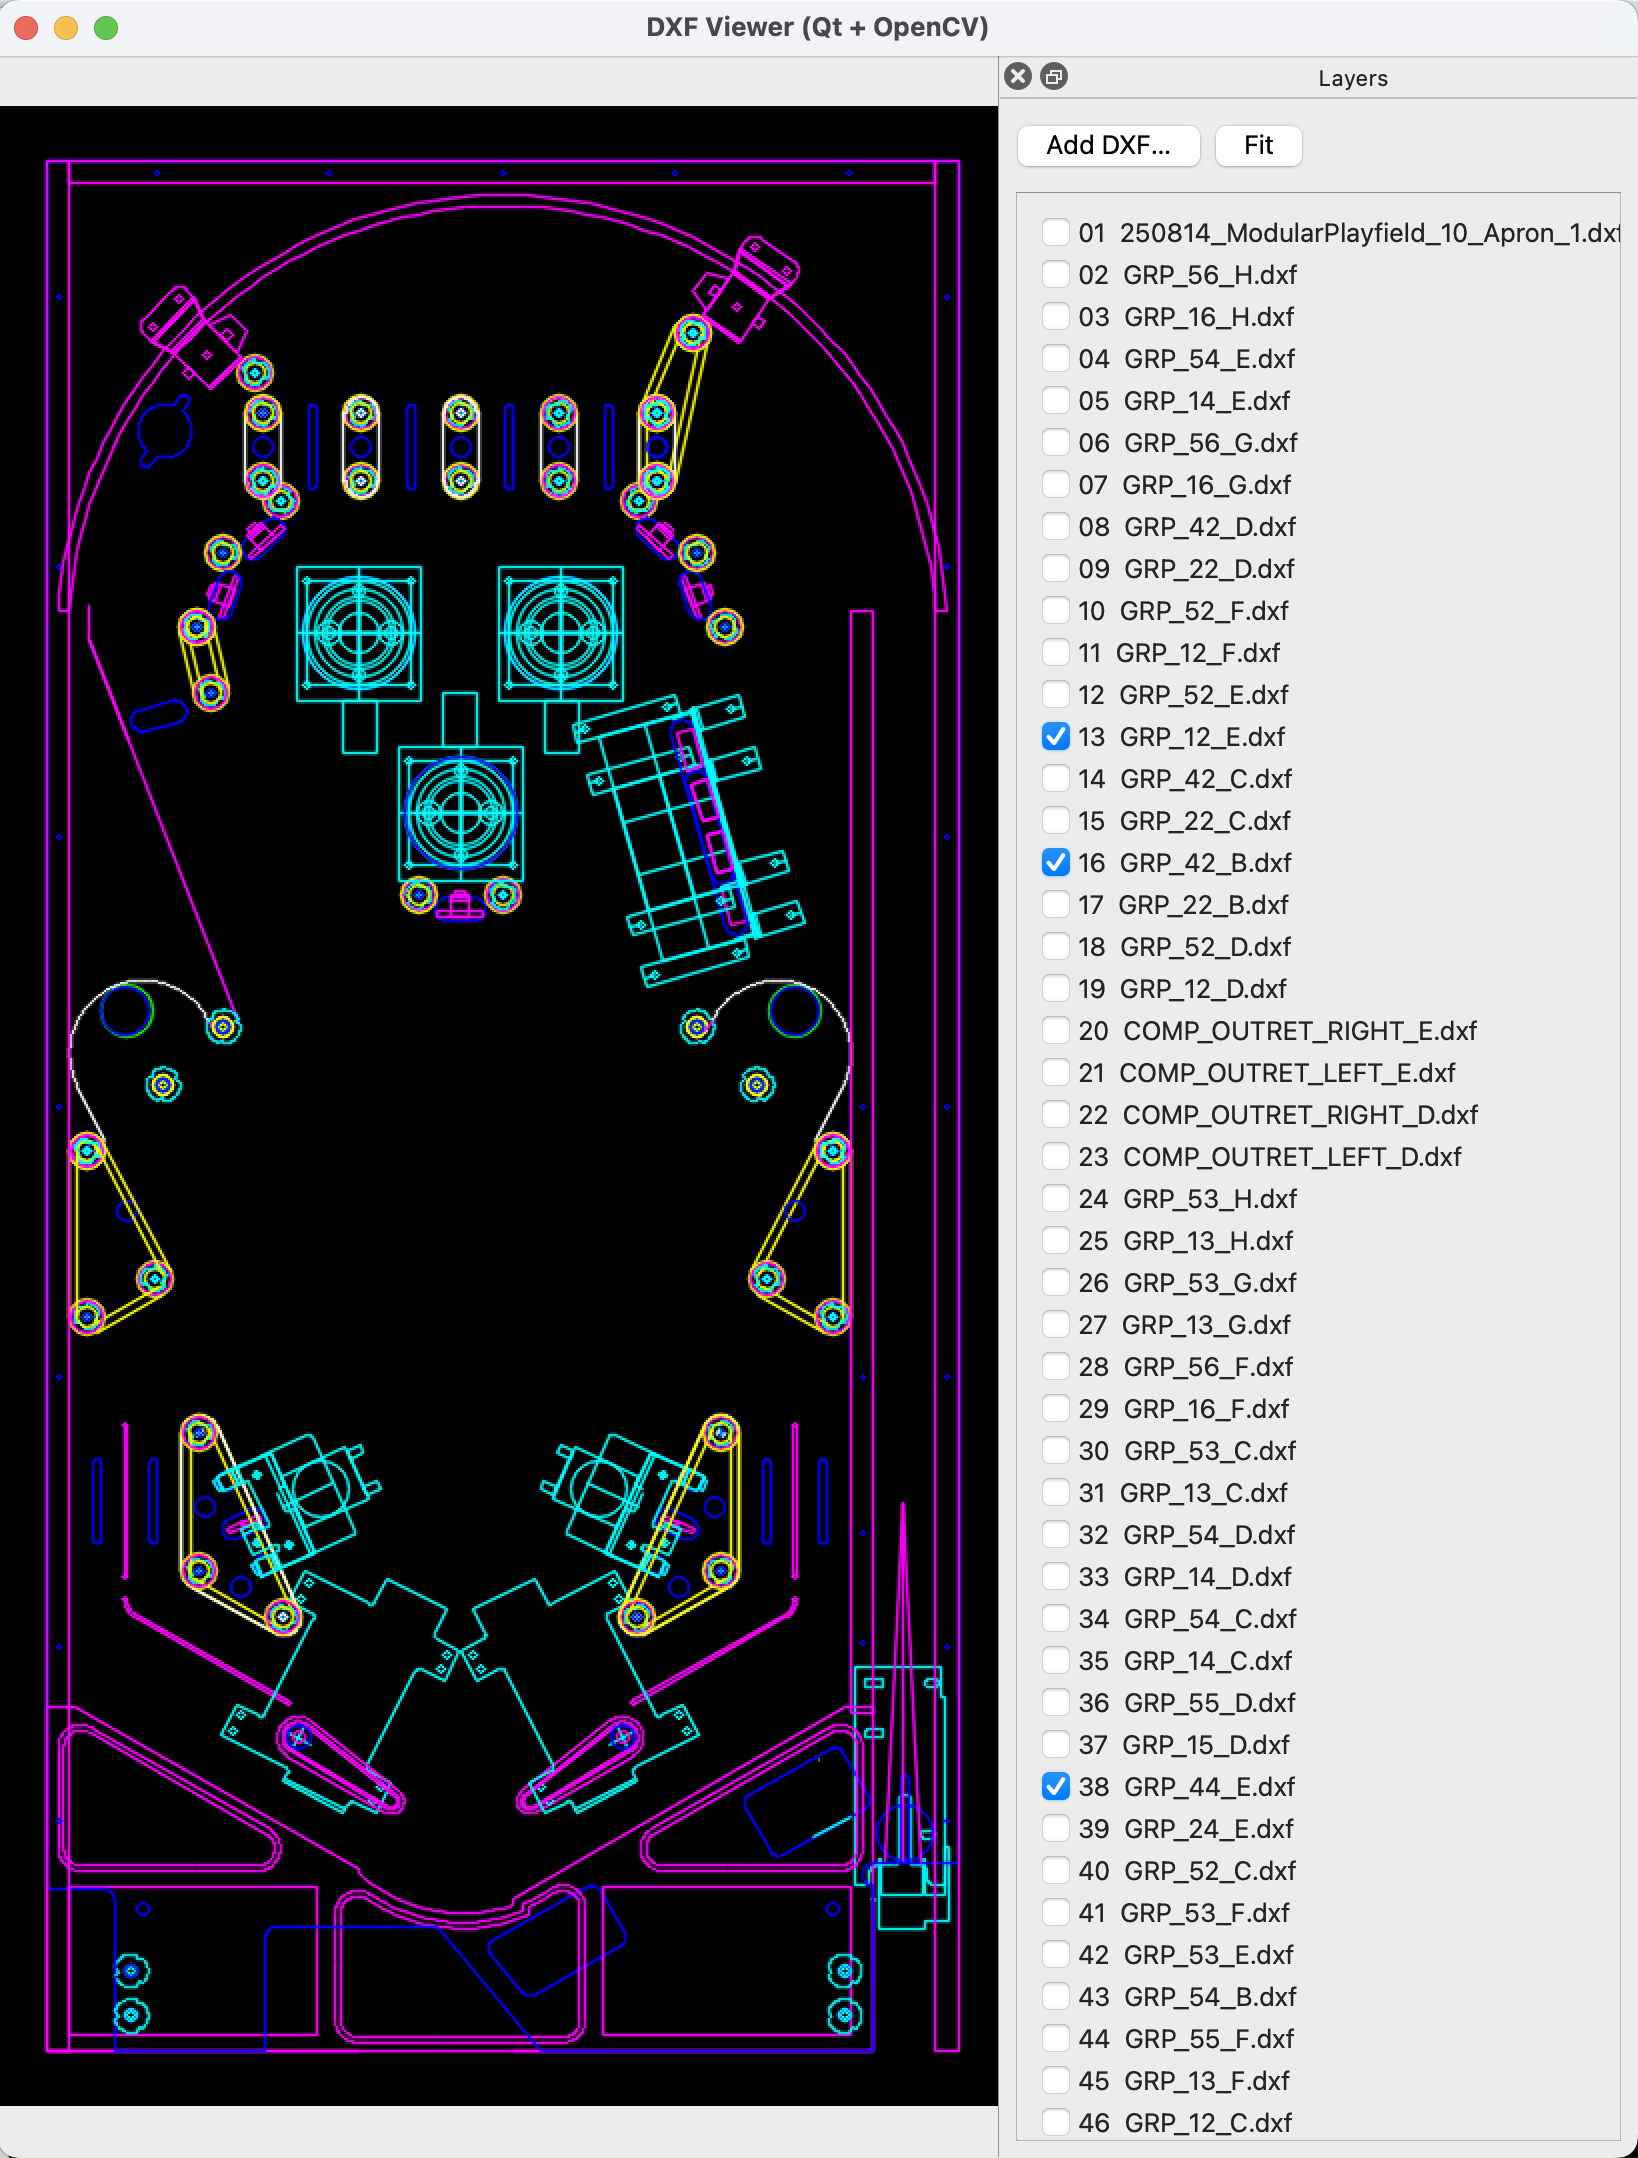 DXF Viewer (Qt + OpenCV)
Layers
Add DXF...
Fit
01 250814_ModularPlayfield_10_Apron_1.dxf
02 GRP_56_H.dxf
03 GRP_16_H.dxf
04 GRP_54_E.dxf
05 GRP_14_E.dxf
06 GRP_56_G.dxf
07 GRP_16_G.dxf
08 GRP_42_D.dxf
09 GRP_22_D.dxf
10 GRP_52_F.dxf
11 GRP_12_F.dxf
12 GRP_52_E.dxf
13 GRP_12_E.dxf
14 GRP_42_C.dxf
15 GRP_22_C.dxf
16 GRP_42_B.dxf
17 GRP_22_B.dxf
18 GRP_52_D.dxf
19 GRP_12_D.dxf
20 COMP_OUTRET_RIGHT_E.dxf
21 COMP_OUTRET_LEFT_E.dxf
22 COMP_OUTRET_RIGHT_D.dxf
23 COMP_OUTRET_LEFT_D.dxf
24 GRP_53_H.dxf
25 GRP_13_H.dxf
26 GRP_53_G.dxf
27 GRP_13_G.dxf
28 GRP_56_F.dxf
29 GRP_16_F.dxf
30 GRP_53_C.dxf
31 GRP_13_C.dxf
32 GRP_54_D.dxf
33 GRP_14_D.dxf
34 GRP_54_C.dxf
35 GRP_14_C.dxf
36 GRP_55_D.dxf
37 GRP_15_D.dxf
38 GRP_44_E.dxf
39 GRP_24_E.dxf
40 GRP_52_C.dxf
41 GRP_53_F.dxf
42 GRP_53_E.dxf
43 GRP_54_B.dxf
44 GRP_55_F.dxf
45 GRP_13_F.dxf
46 GRP_12_C.dxf